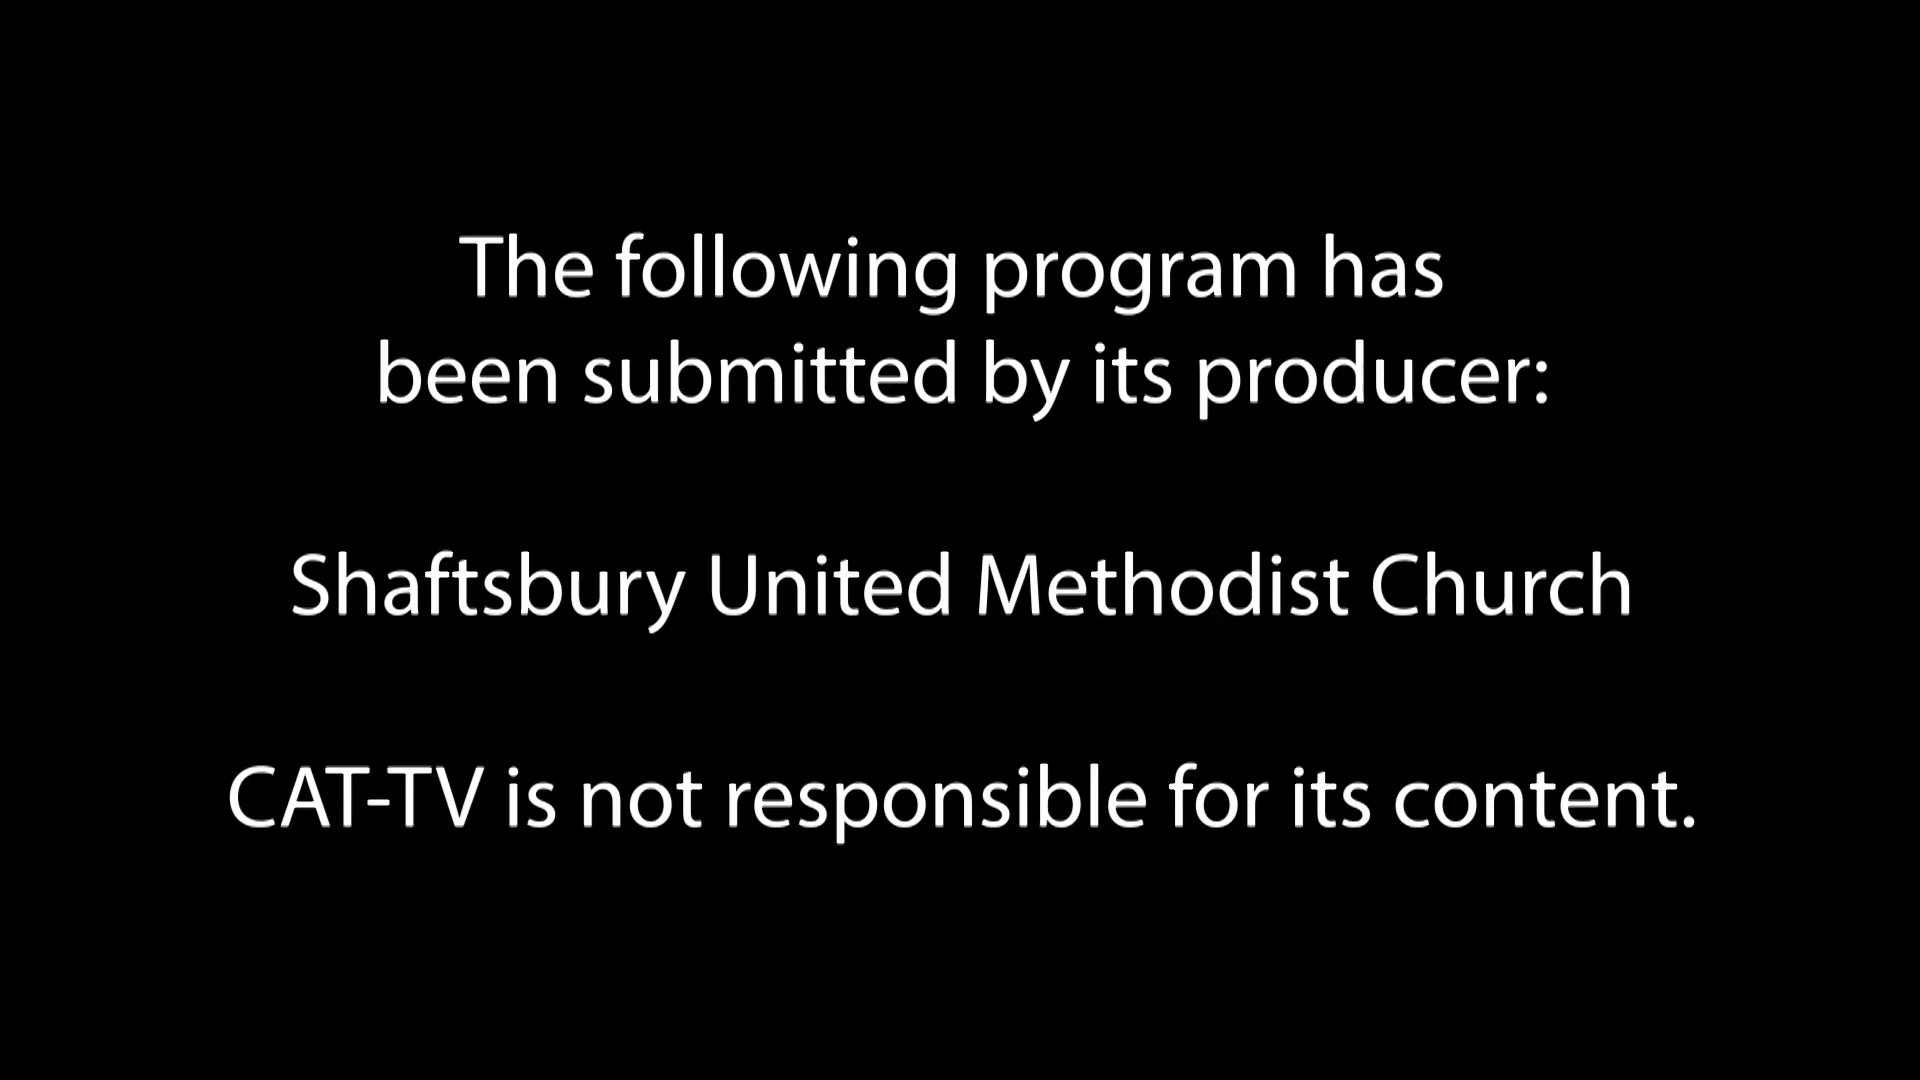 The following program has
been submitted by its producer:
Shaftsbury United Methodist Church
CAT-TV is not responsible for its content.